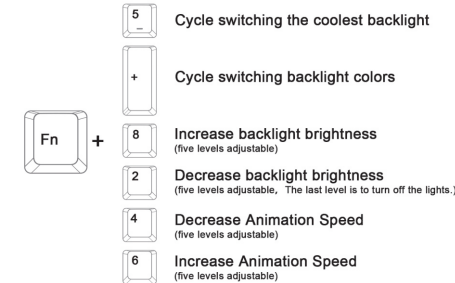 5
_
Cycle switching the coolest backlight
+
Cycle switching backlight colors
Fn
+
8
Increase backlight brightness
(five levels adjustable)
2
Decrease backlight brightness
(five levels adjustable, The last level is to turn off the lights.)
4
Decrease Animation Speed
(five levels adjustable)
6
Increase Animation Speed
(five levels adjustable)